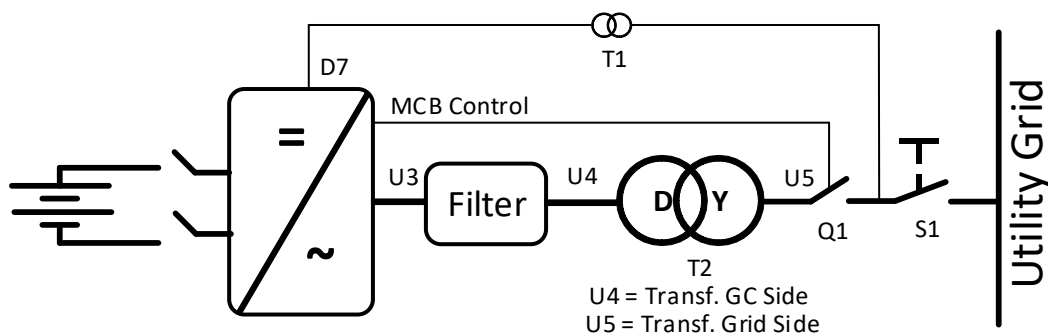 T1
D7
MCB Control
=
~
U3
Filter
U4
D
Y
U5
Q1
S1
T2
U4 = Transf. GC Side
U5 = Transf. Grid Side
Utility Grid